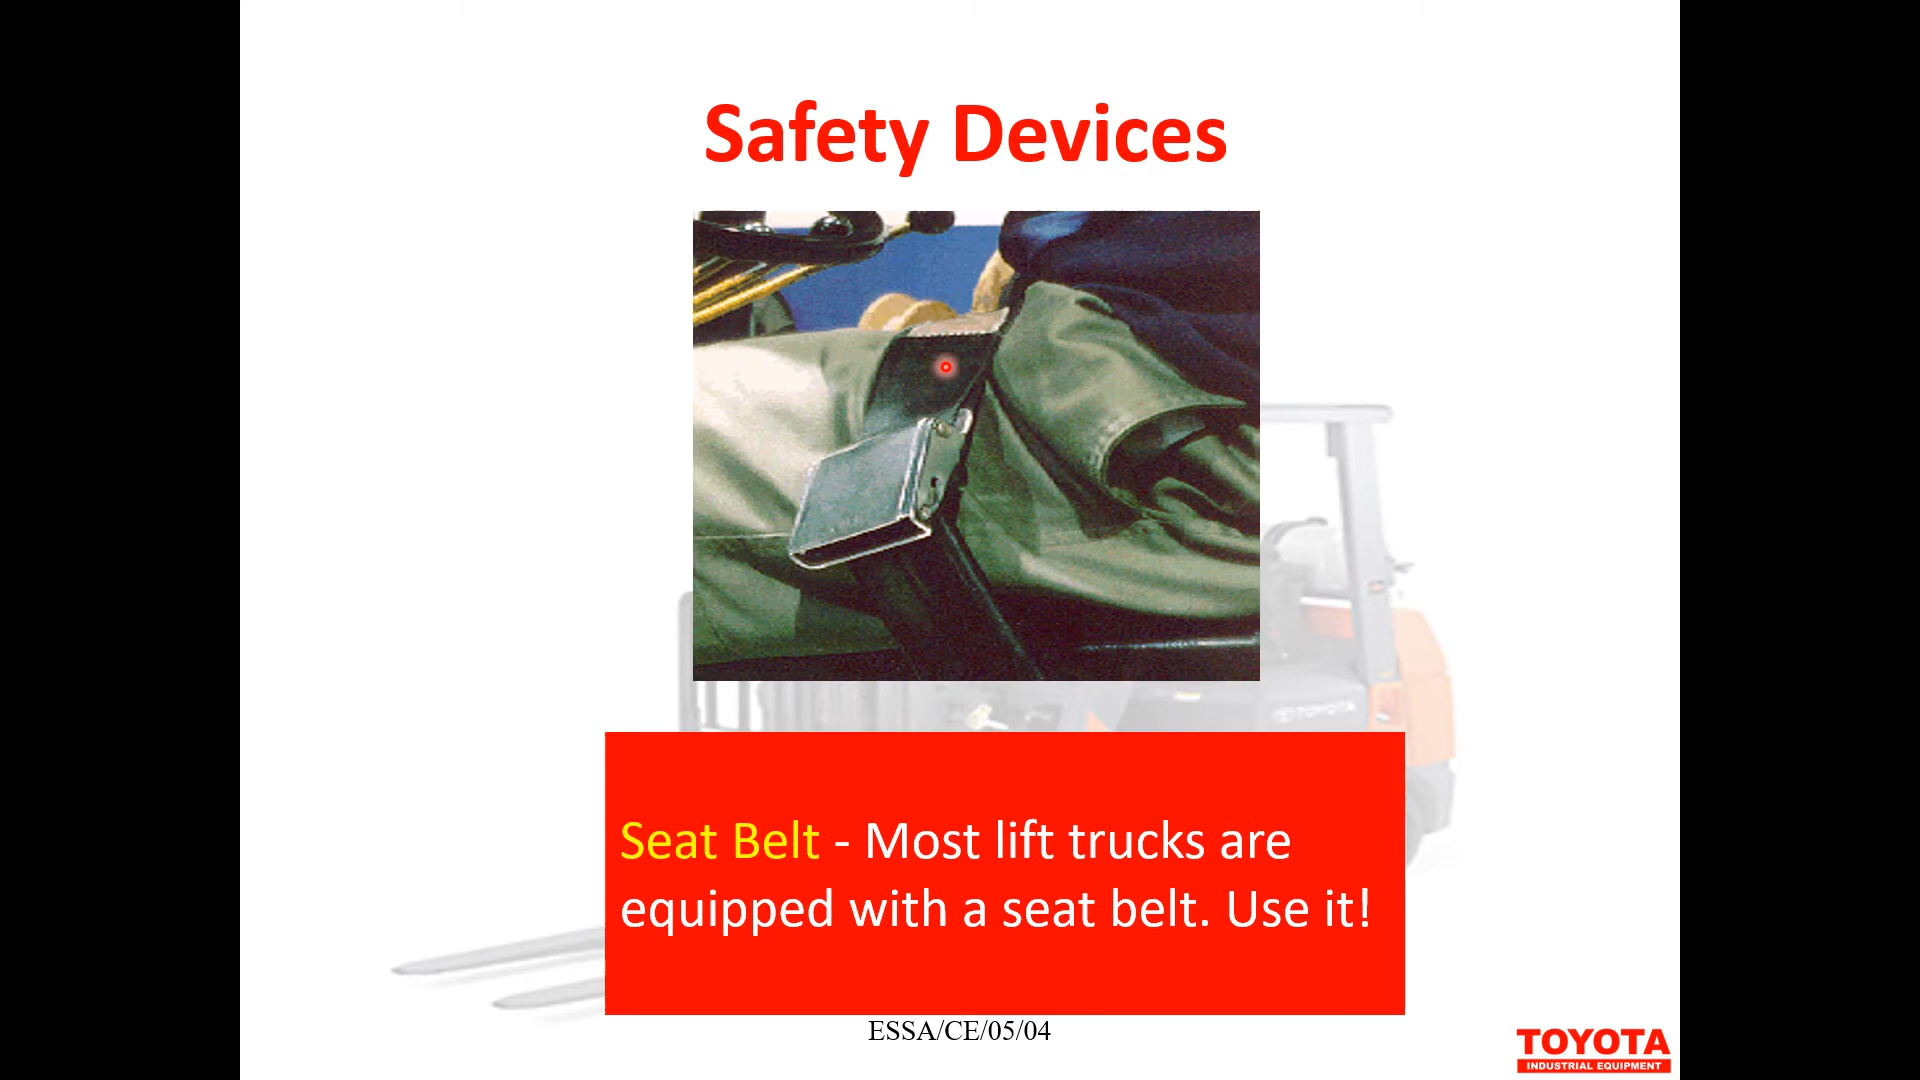 Safety Devices
Seat Belt - Most lift trucks are
equipped with a seat belt. Use it!
ESSA/CE/05/04
TOYOTA
INDUSTRIAL EQUIPMENT
TOYOTA